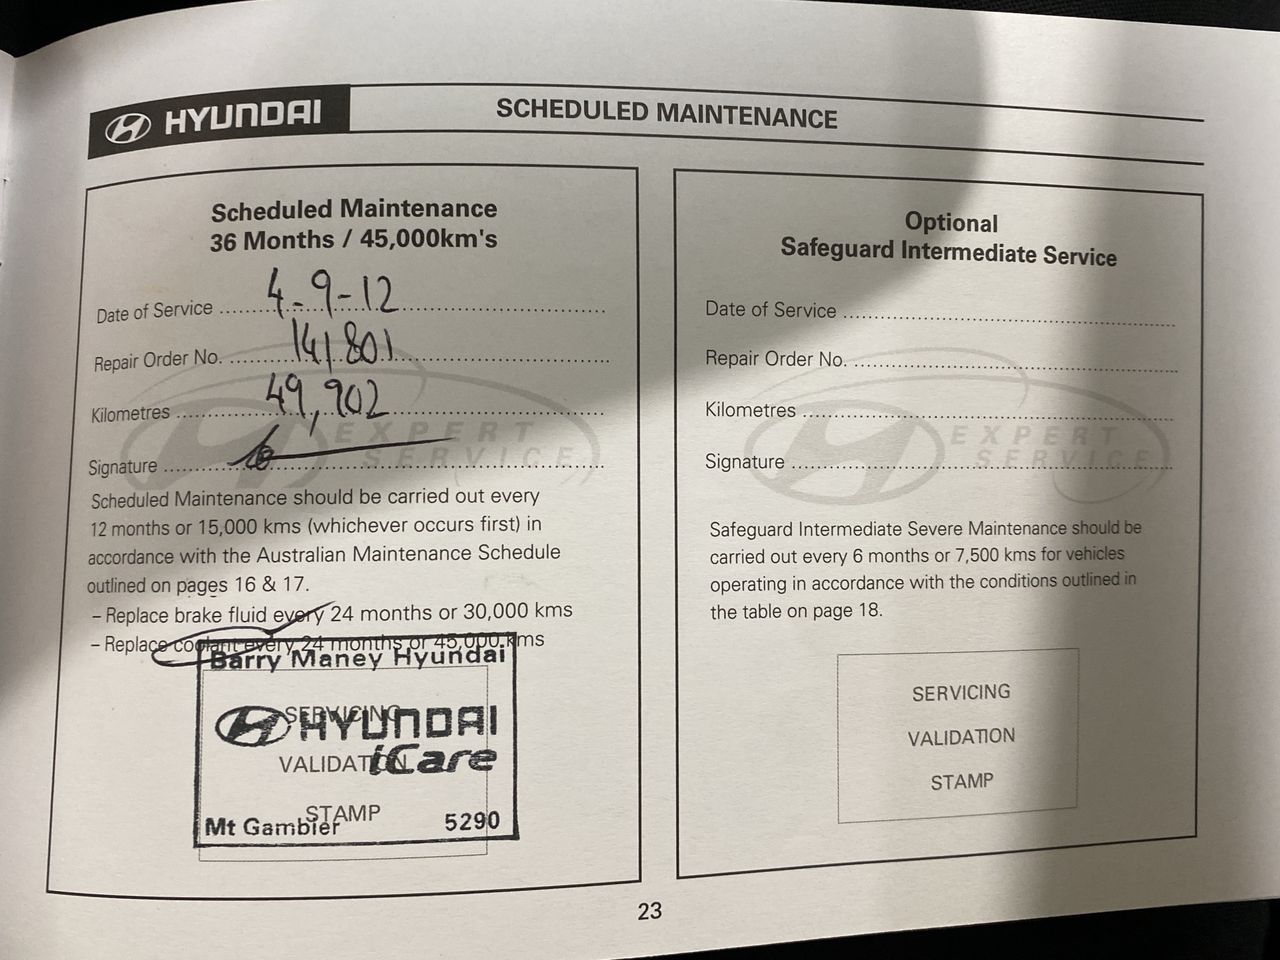 HYUNDAI
SCHEDULED MAINTENANCE
Scheduled Maintenance
36 Months / 45,000km's
Date of Service 4-9-12
Repair Order No. 141801
Kilometres 49,902
Signature
EXPERT
SERVICE
Scheduled Maintenance should be carried out every
12 months or 15,000 kms (whichever occurs first) in
accordance with the Australian Maintenance Schedule
outlined on pages 16 & 17.
– Replace brake fluid every 24 months or 30,000 kms
– Replace coolant every 24 months or 45,000 kms
Barry Maney Hyundai
SERVICING
HYUNDAI
VALIDATION
iCare
STAMP
Mt Gambier 5290
Optional
Safeguard Intermediate Service
Date of Service
Repair Order No.
Kilometres
EXPERT
Signature
SERVICE
Safeguard Intermediate Severe Maintenance should be
carried out every 6 months or 7,500 kms for vehicles
operating in accordance with the conditions outlined in
the table on page 18.
SERVICING
VALIDATION
STAMP
23